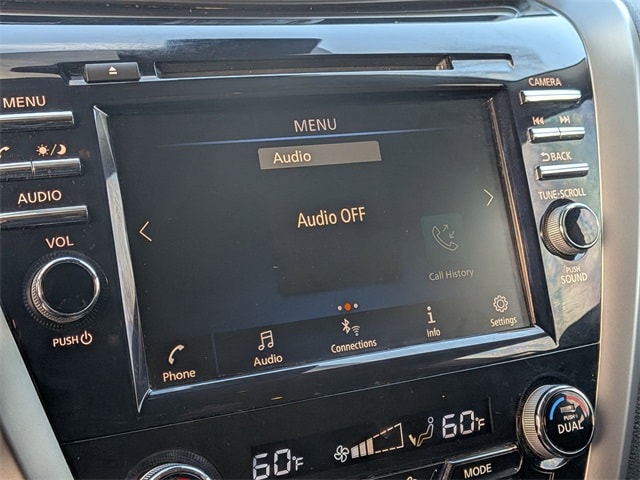 CAMERA
MENU
MENU
Audio
BACK
AUDIO
TUNE·SCROLL
Audio OFF
VOL
Call History
PUSH
SOUND
PUSH
Phone
Audio
Connections
Info
Settings
60°F
60°F
PUSH
DUAL
MODE